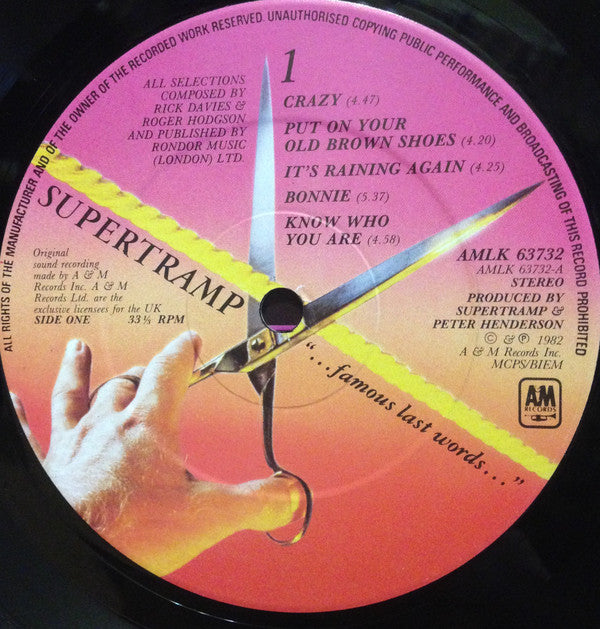 ALL RIGHTS OF THE MANUFACTURER AND OF THE OWNER OF THE RECORDED WORK RESERVED. UNAUTHORISED COPYING PUBLIC PERFORMANCE AND BROADCASTING OF THIS RECORD PROHIBITED
ALL SELECTIONS
COMPOSED BY
RICK DAVIES &
ROGER HODGSON
AND PUBLISHED BY
RONDOR MUSIC
(LONDON) LTD.
1
CRAZY (4.47)
PUT ON YOUR
OLD BROWN SHOES (4.20)
IT'S RAINING AGAIN (4.25)
BONNIE (5.37)
KNOW WHO
YOU ARE (4.58)
SUPERTRAMP
Original
sound recording
made by A & M
Records Inc. A & M
Records Ltd. are the
exclusive licensees for the UK
SIDE ONE 33⅓ RPM
AMLK 63732
AMLK 63732-A
STEREO
PRODUCED BY
SUPERTRAMP &
PETER HENDERSON
© & ℗ 1982
A & M Records Inc.
MCPS/BIEM
"...famous last words..."
AM
RECORDS